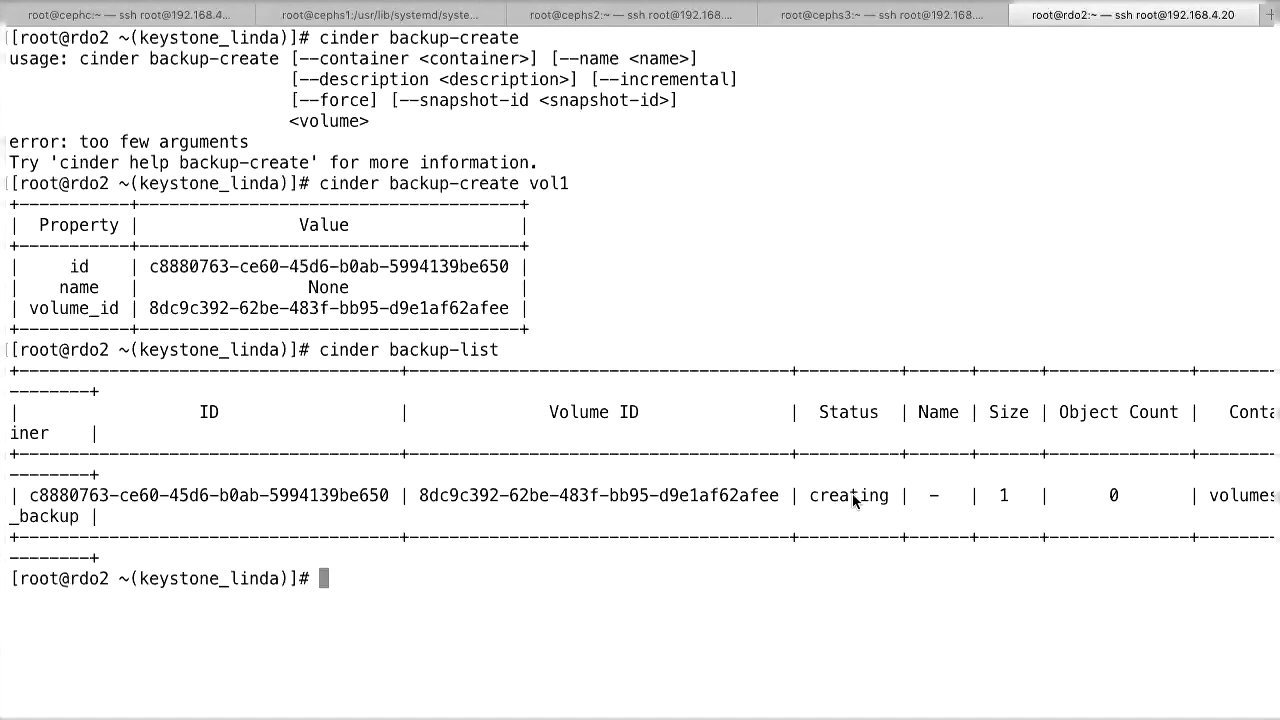 root@cephc:~ — ssh root@192.168.4... root@cephs1:/usr/lib/systemd/syste... root@cephs2:~ — ssh root@192.168.... root@cephs3:~ — ssh root@192.168.... root@rdo2:~ — ssh root@192.168.4.20
[root@rdo2 ~(keystone_linda)]# cinder backup-create
usage: cinder backup-create [--container <container>] [--name <name>]
[--description <description>] [--incremental]
[--force] [--snapshot-id <snapshot-id>]
<volume>
error: too few arguments
Try 'cinder help backup-create' for more information.
[root@rdo2 ~(keystone_linda)]# cinder backup-create vol1
+-----------+--------------------------------------+
| Property | Value |
+-----------+--------------------------------------+
| id | c8880763-ce60-45d6-b0ab-5994139be650 |
| name | None |
| volume_id | 8dc9c392-62be-483f-bb95-d9e1af62afee |
+-----------+--------------------------------------+
[root@rdo2 ~(keystone_linda)]# cinder backup-list
+--------------------------------------+--------------------------------------+----------+------+------+--------------+--------
--------+
| ID | Volume ID | Status | Name | Size | Object Count | Conta
iner |
+--------------------------------------+--------------------------------------+----------+------+------+--------------+--------
--------+
| c8880763-ce60-45d6-b0ab-5994139be650 | 8dc9c392-62be-483f-bb95-d9e1af62afee | creating | - | 1 | 0 | volumes
_backup |
+--------------------------------------+--------------------------------------+----------+------+------+--------------+--------
--------+
[root@rdo2 ~(keystone_linda)]#